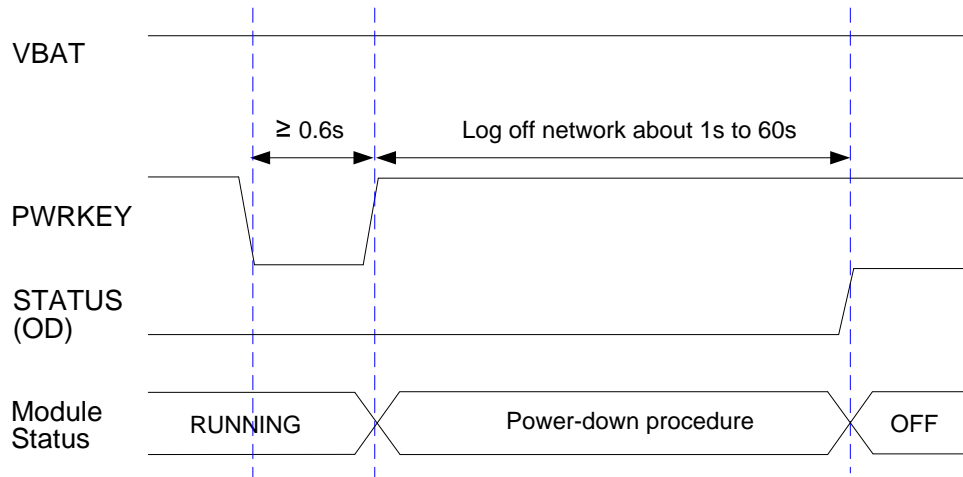 VBAT
≥ 0.6s
Log off network about 1s to 60s
PWRKEY
STATUS
(OD)
Module
Status
RUNNING
Power-down procedure
OFF